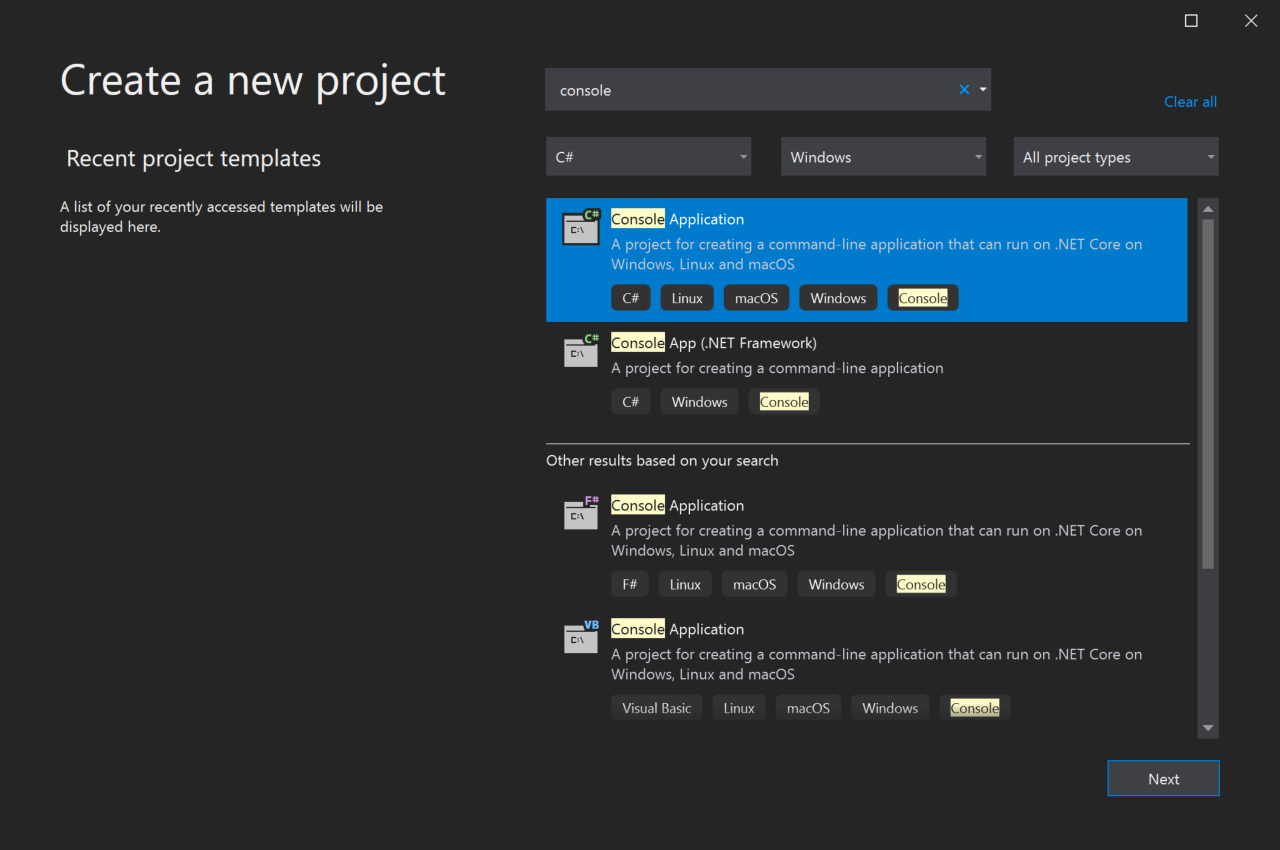 Create a new project
Recent project templates
A list of your recently accessed templates will be
displayed here.
console
Clear all
C#
Windows
All project types
C#
C:\
Console Application
A project for creating a command-line application that can run on .NET Core on
Windows, Linux and macOS
C# Linux macOS Windows Console
C#
C:\
Console App (.NET Framework)
A project for creating a command-line application
C# Windows Console
Other results based on your search
F#
C:\
Console Application
A project for creating a command-line application that can run on .NET Core on
Windows, Linux and macOS
F# Linux macOS Windows Console
VB
C:\
Console Application
A project for creating a command-line application that can run on .NET Core on
Windows, Linux and macOS
Visual Basic Linux macOS Windows Console
Next